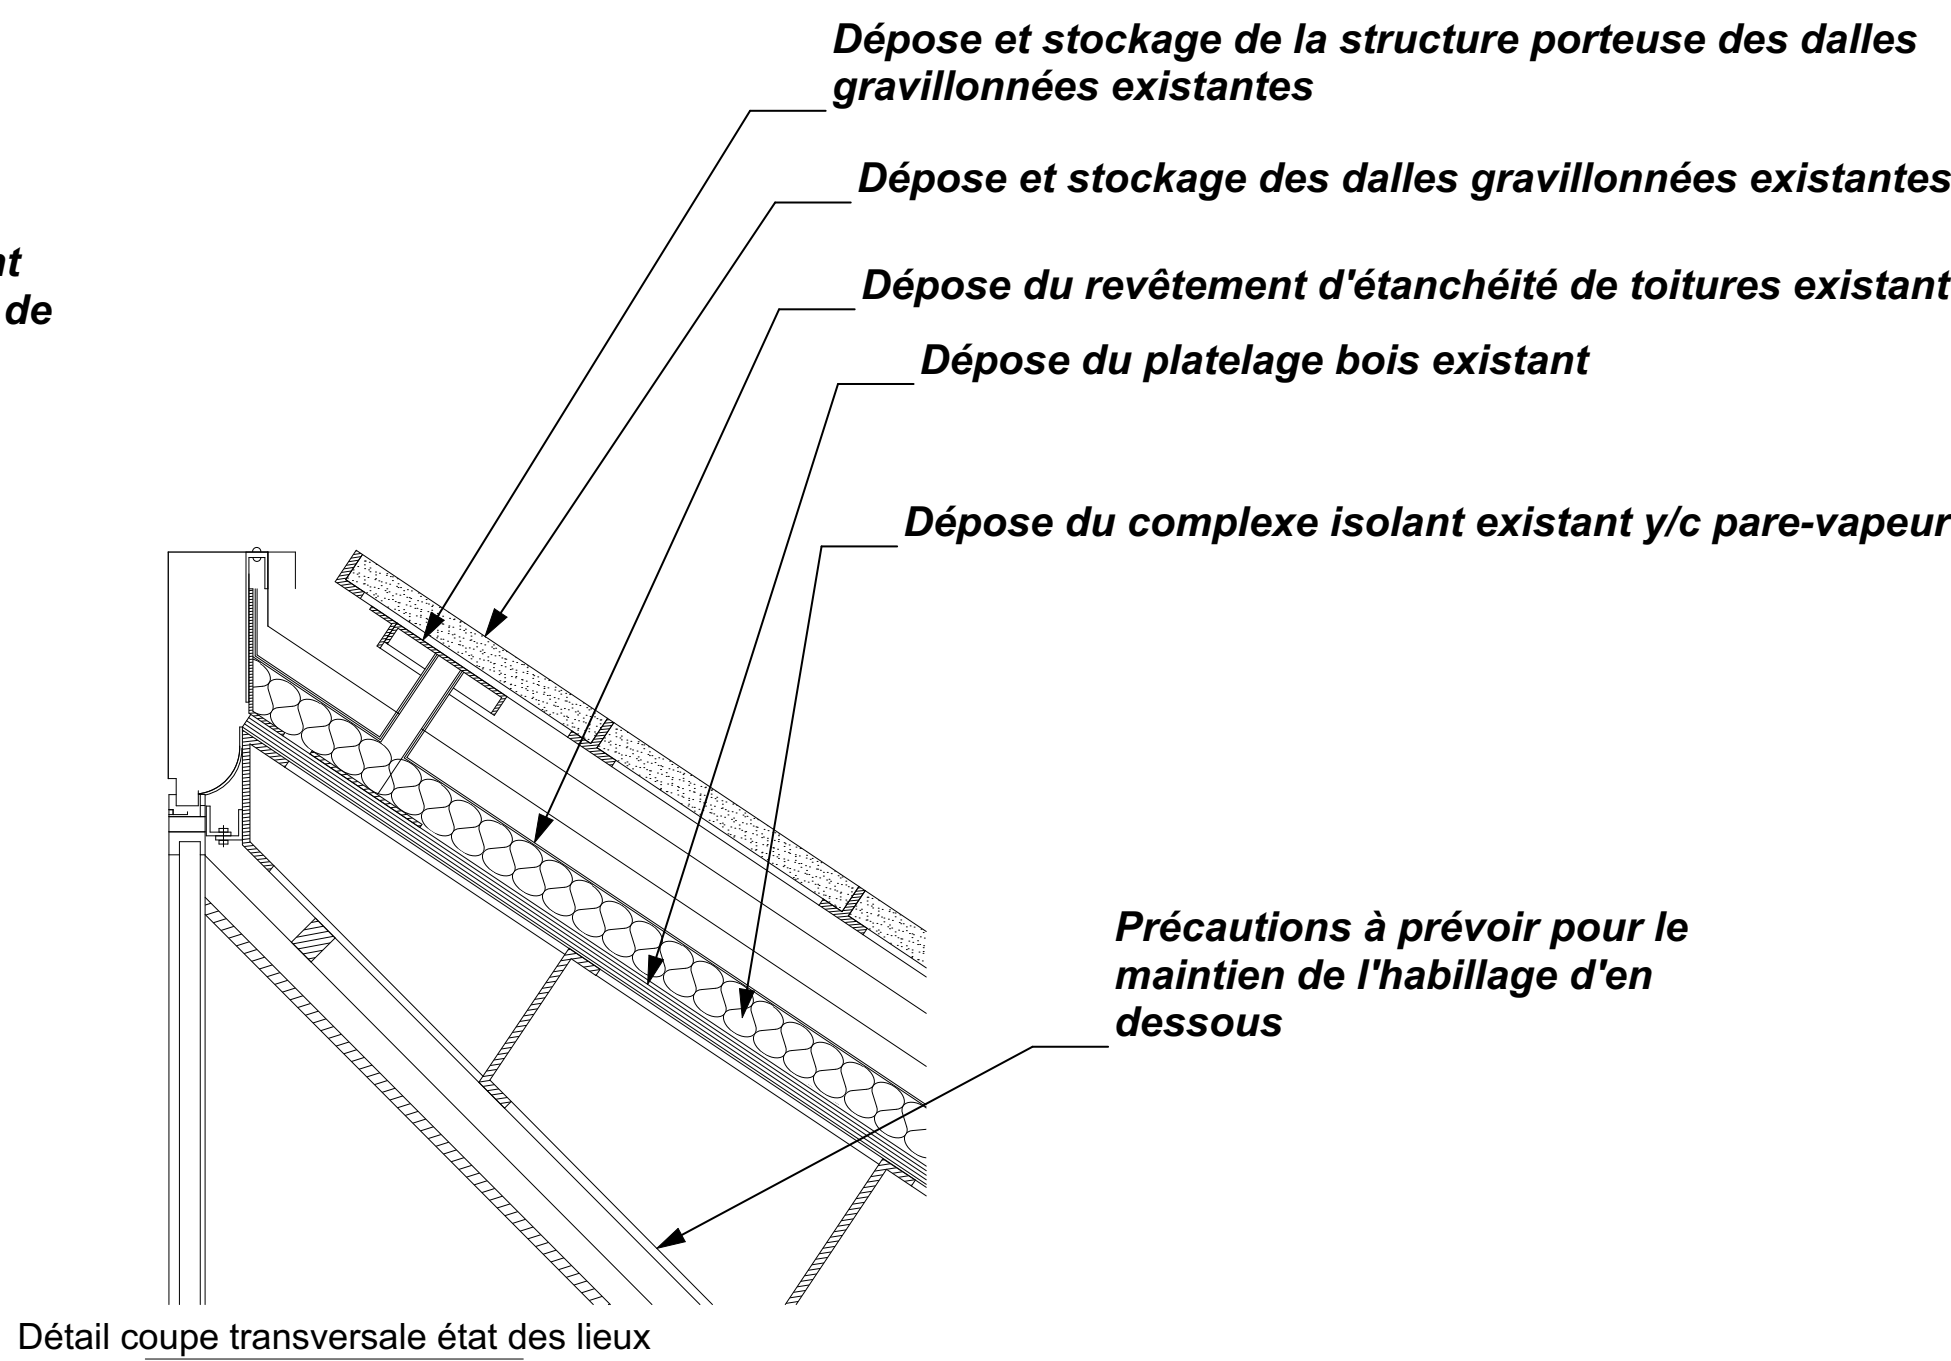 Dépose et stockage de la structure porteuse des dalles
gravillonnées existantes
Dépose et stockage des dalles gravillonnées existantes
de
Dépose du revêtement d'étanchéité de toitures existant
Dépose du platelage bois existant
Dépose du complexe isolant existant y/c pare-vapeur
Précautions à prévoir pour le
maintien de l'habillage d'en
dessous
Détail coupe transversale état des lieux